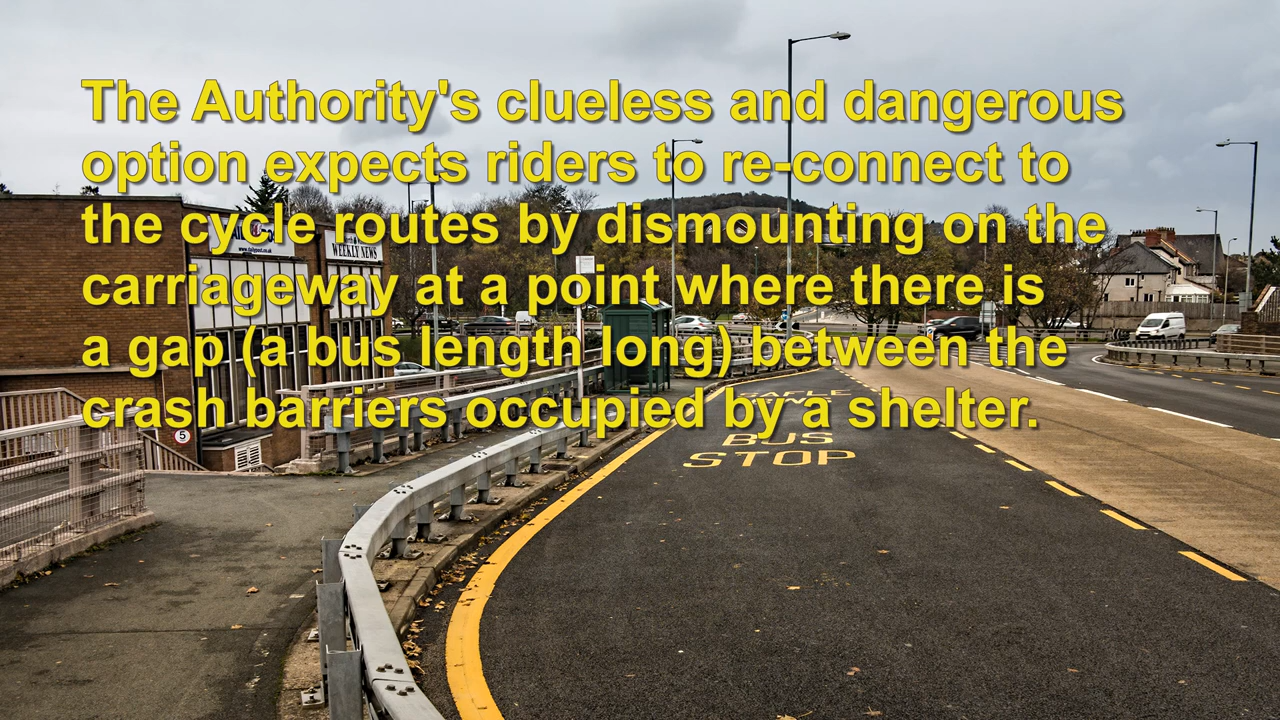 The Authority's clueless and dangerous
option expects riders to re-connect to
the cycle routes by dismounting on the
carriageway at a point where there is
a gap (a bus length long) between the
crash barriers occupied by a shelter.
WEEKLY NEWS
BUS
STOP
5